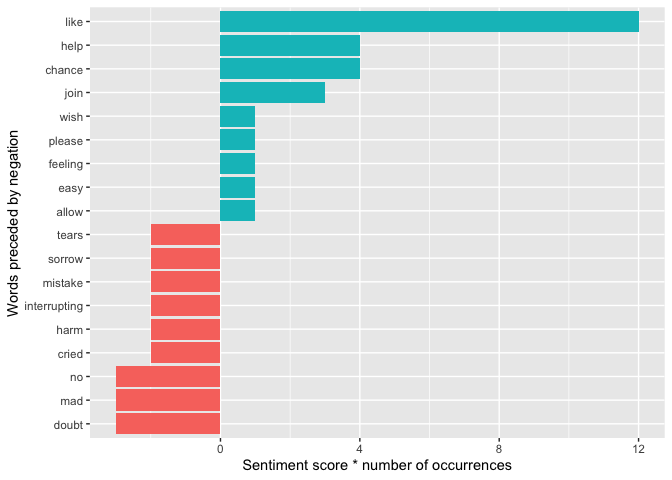 like
help
chance
join
wish
please
feeling
easy
allow
tears
sorrow
mistake
interrupting
harm
cried
no
mad
doubt
Words preceded by negation
0 4 8 12
Sentiment score * number of occurrences